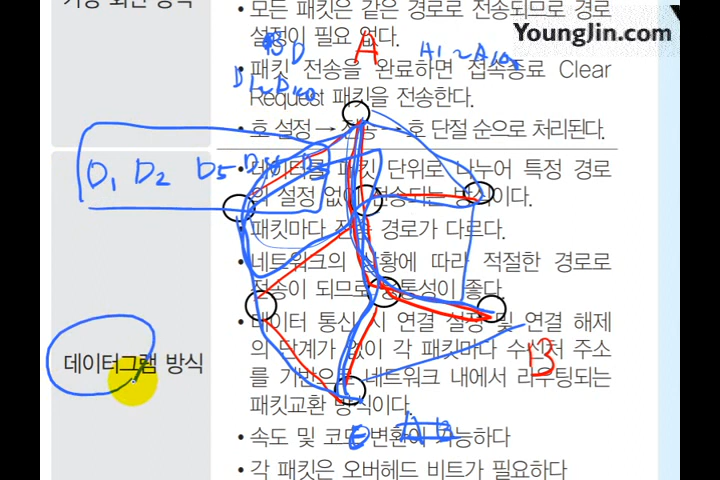 가상 회선 방식
• 모든 패킷은 같은 경로로 전송되므로 경로
설정이 필요 없다.
YoungJin.com
B D
A
A1~A10
D1~D40
• 패킷 전송을 완료하면 접속종료 Clear
Request 패킷을 전송한다.
• 호 설정 → 전송 → 호 단절 순으로 처리된다.
D1 D2 D5
• 데이터를 패킷 단위로 나누어 특정 경로
의 설정 없이 전송되는 방식이다.
• 패킷마다 전송 경로가 다르다.
• 네트워크의 상황에 따라 적절한 경로로
전송이 되므로 융통성이 좋다.
데이터그램 방식
• 데이터 통신 시 연결 설정 및 연결 해제
의 단계가 없이 각 패킷마다 수신처 주소
를 기반으로 네트워크 내에서 라우팅되는
패킷교환 방식이다.
B
• 속도 및 코드 변환이 가능하다
• 각 패킷은 오버헤드 비트가 필요하다